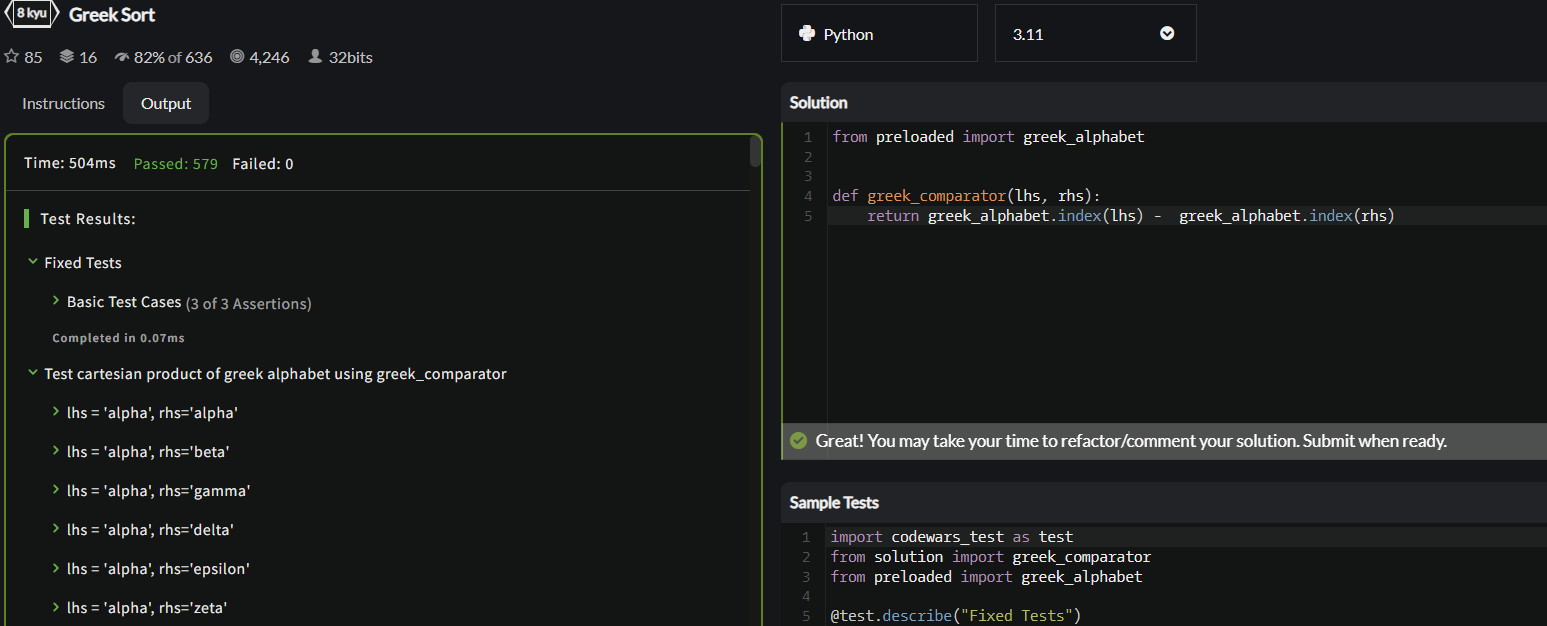 8 kyu Greek Sort
85 16 82% of 636 4,246 32bits
Instructions Output
Time: 504ms Passed: 579 Failed: 0
Test Results:
Fixed Tests
Basic Test Cases (3 of 3 Assertions)
Completed in 0.07ms
Test cartesian product of greek alphabet using greek_comparator
lhs = 'alpha', rhs='alpha'
lhs = 'alpha', rhs='beta'
lhs = 'alpha', rhs='gamma'
lhs = 'alpha', rhs='delta'
lhs = 'alpha', rhs='epsilon'
lhs = 'alpha', rhs='zeta'
Python 3.11
Solution
1 from preloaded import greek_alphabet
2
3
4 def greek_comparator(lhs, rhs):
5 return greek_alphabet.index(lhs) -  greek_alphabet.index(rhs)
Great! You may take your time to refactor/comment your solution. Submit when ready.
Sample Tests
1 import codewars_test as test
2 from solution import greek_comparator
3 from preloaded import greek_alphabet
4
5 @test.describe("Fixed Tests")